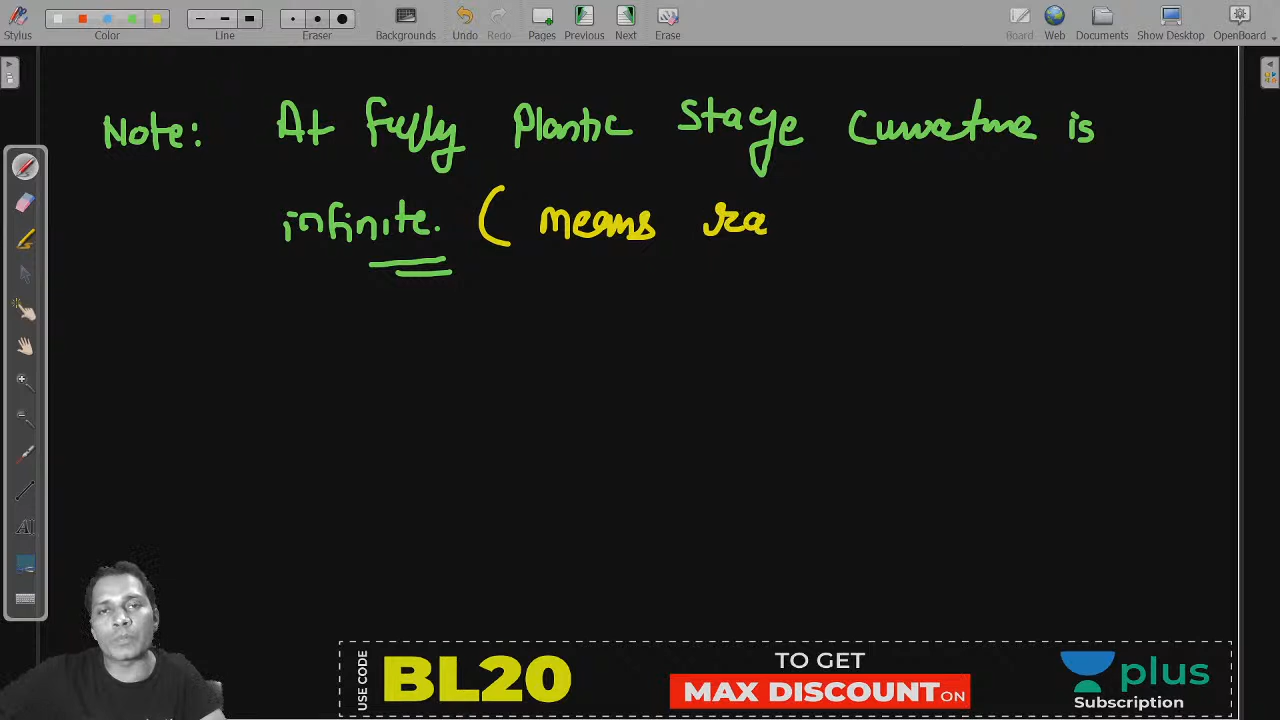 Stylus
Color
Line
Eraser
Backgrounds
Undo
Redo
Pages
Previous
Next
Erase
Board
Web
Documents
Show Desktop
OpenBoard
Note: At fully Plastic Stage Curvature is
infinite. ( means ra
USE CODE
BL20
TO GET
MAX DISCOUNT ON
plus
Subscription